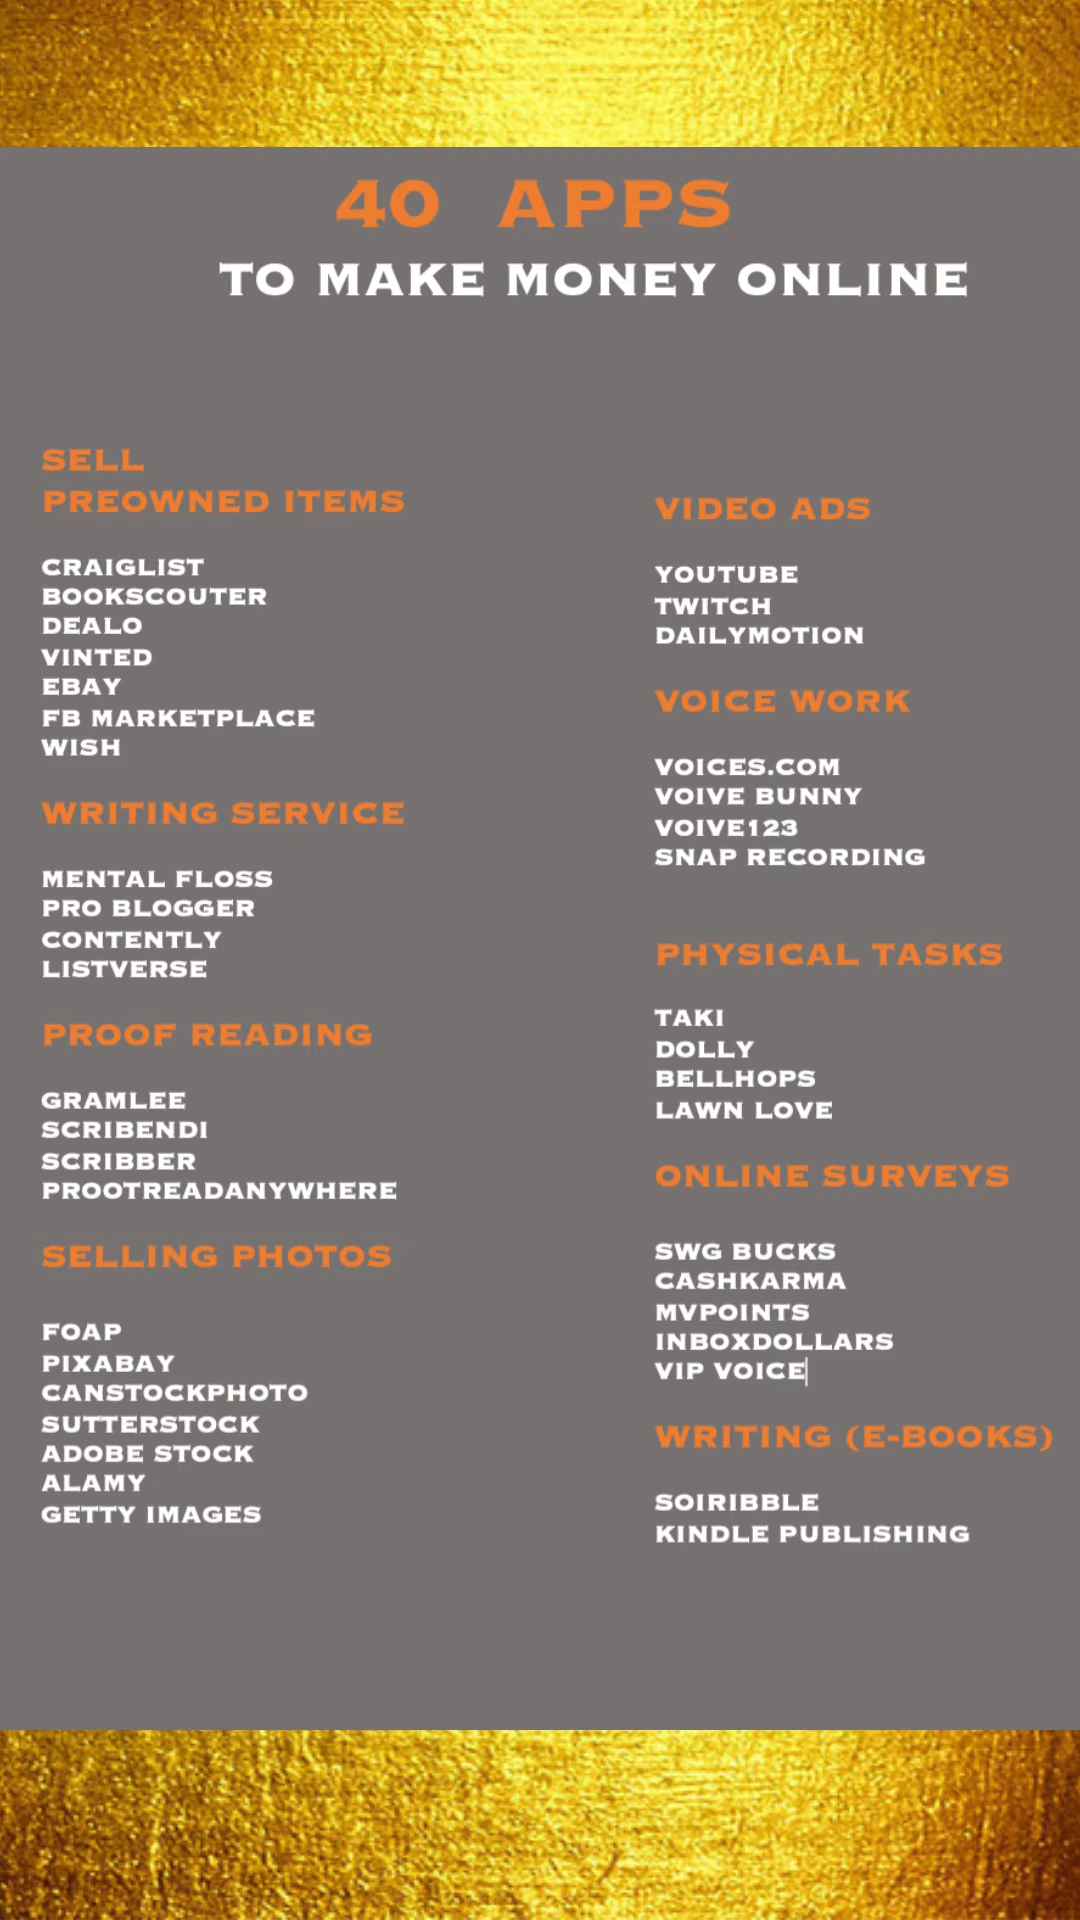 40 APPS
TO MAKE MONEY ONLINE
SELL
PREOWNED ITEMS
CRAIGLIST
BOOKSCOUTER
DEALO
VINTED
EBAY
FB MARKETPLACE
WISH
WRITING SERVICE
MENTAL FLOSS
PRO BLOGGER
CONTENTLY
LISTVERSE
PROOF READING
GRAMLEE
SCRIBENDI
SCRIBBER
PROOTREADANYWHERE
SELLING PHOTOS
FOAP
PIXABAY
CANSTOCKPHOTO
SUTTERSTOCK
ADOBE STOCK
ALAMY
GETTY IMAGES
VIDEO ADS
YOUTUBE
TWITCH
DAILYMOTION
VOICE WORK
VOICES.COM
VOIVE BUNNY
VOIVE123
SNAP RECORDING
PHYSICAL TASKS
TAKI
DOLLY
BELLHOPS
LAWN LOVE
ONLINE SURVEYS
SWG BUCKS
CASHKARMA
MVPOINTS
INBOXDOLLARS
VIP VOICE
WRITING (E-BOOKS)
SOIRIBBLE
KINDLE PUBLISHING